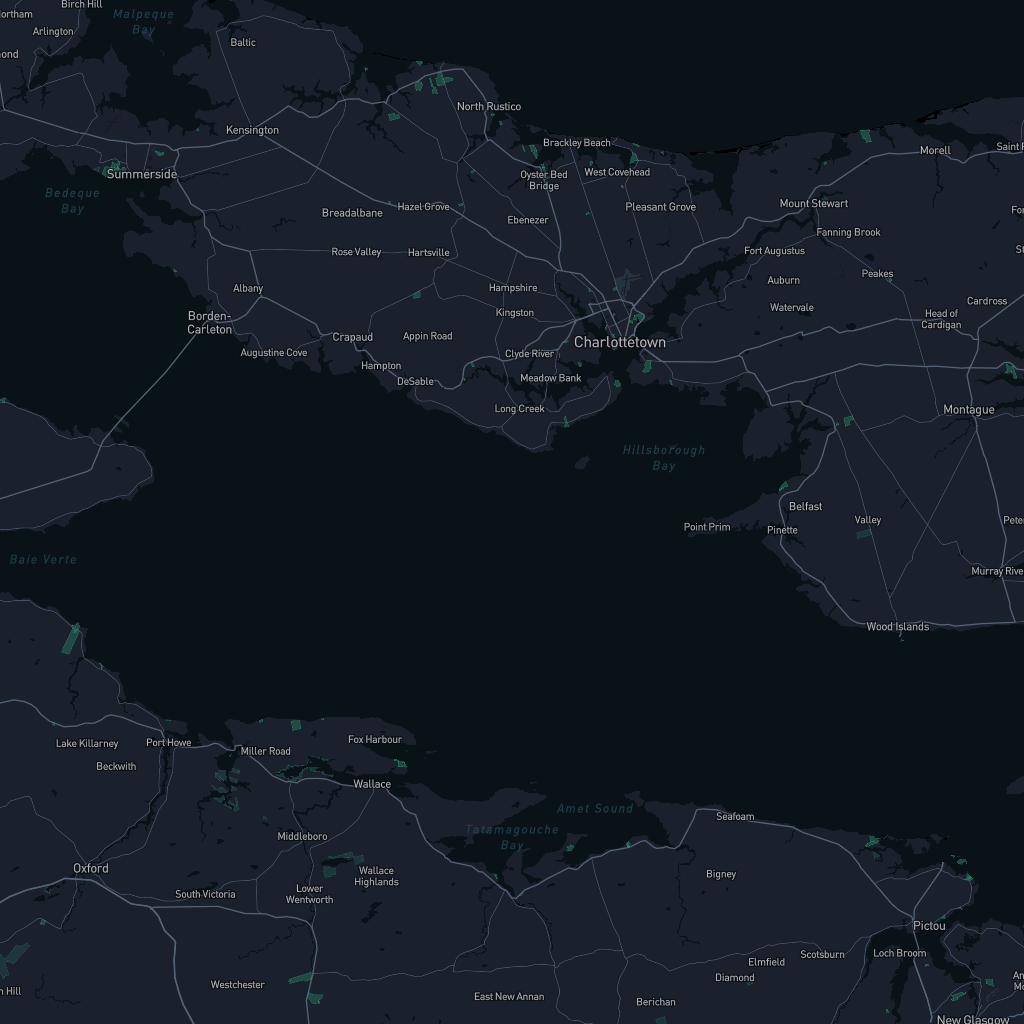 Birch Hill
Malpeque
Bay
Arlington
Baltic
North Rustico
Kensington
Brackley Beach
Morell
Summerside
Oyster Bed
Bridge
West Covehead
Bedeque
Bay
Breadalbane
Hazel Grove
Pleasant Grove
Mount Stewart
Ebenezer
Fanning Brook
Rose Valley
Hartsville
Fort Augustus
Peakes
Albany
Hampshire
Auburn
Cardross
Watervale
Borden-
Carleton
Kingston
Head of
Cardigan
Crapaud
Appin Road
Charlottetown
Augustine Cove
Clyde River
Hampton
DeSable
Meadow Bank
Long Creek
Montague
Hillsborough
Bay
Belfast
Point Prim
Pinette
Valley
Baie Verte
Wood Islands
Lake Killarney
Port Howe
Miller Road
Fox Harbour
Beckwith
Wallace
Amet Sound
Seafoam
Tatamagouche
Bay
Middleboro
Oxford
Wallace
Highlands
Bigney
South Victoria
Lower
Wentworth
Pictou
Loch Broom
Scotsburn
Elmfield
Diamond
Westchester
East New Annan
Berichan
New Glasgow